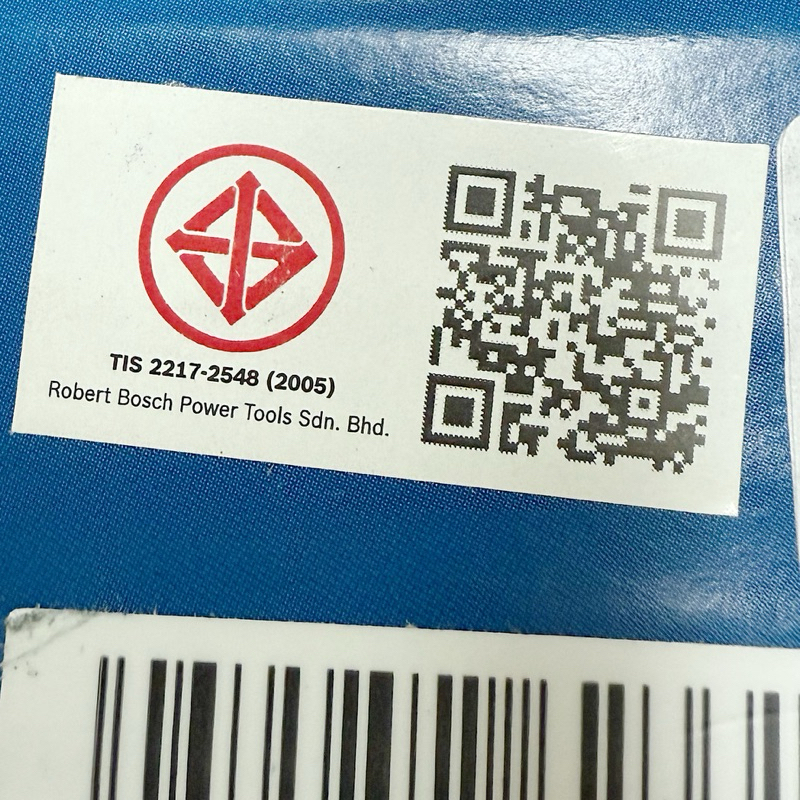 TIS 2217-2548 (2005)
Robert Bosch Power Tools Sdn. Bhd.